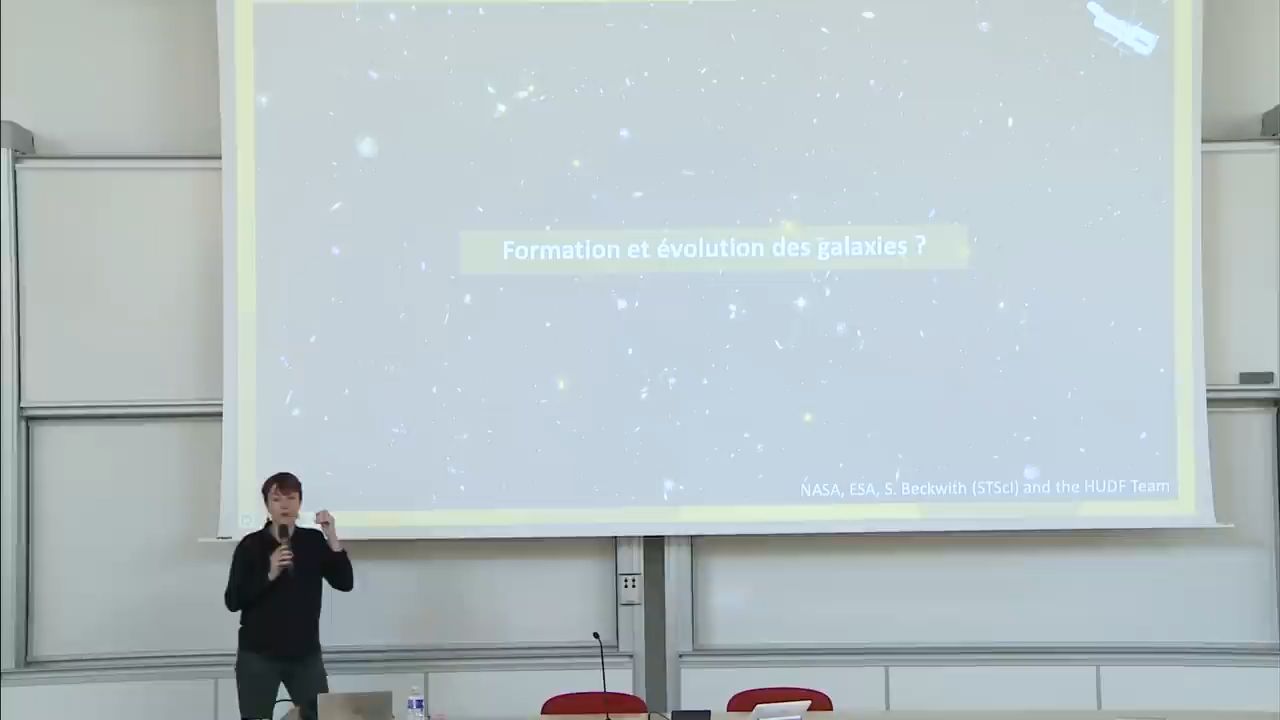 Formation et évolution des galaxies ?
NASA, ESA, S. Beckwith (STScI) and the HUDF Team